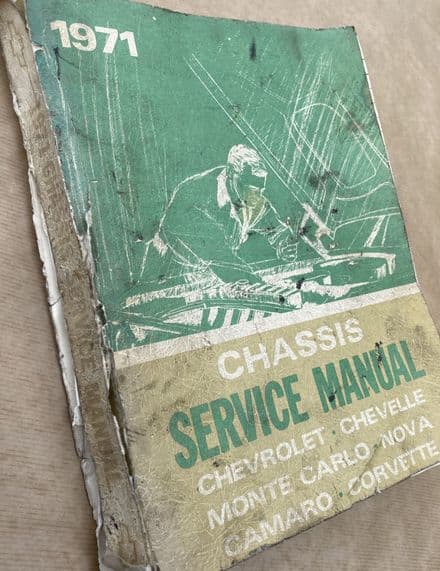 1971
CHASSIS
SERVICE MANUAL
CHEVROLET • CHEVELLE
MONTE CARLO • NOVA
CAMARO • CORVETTE